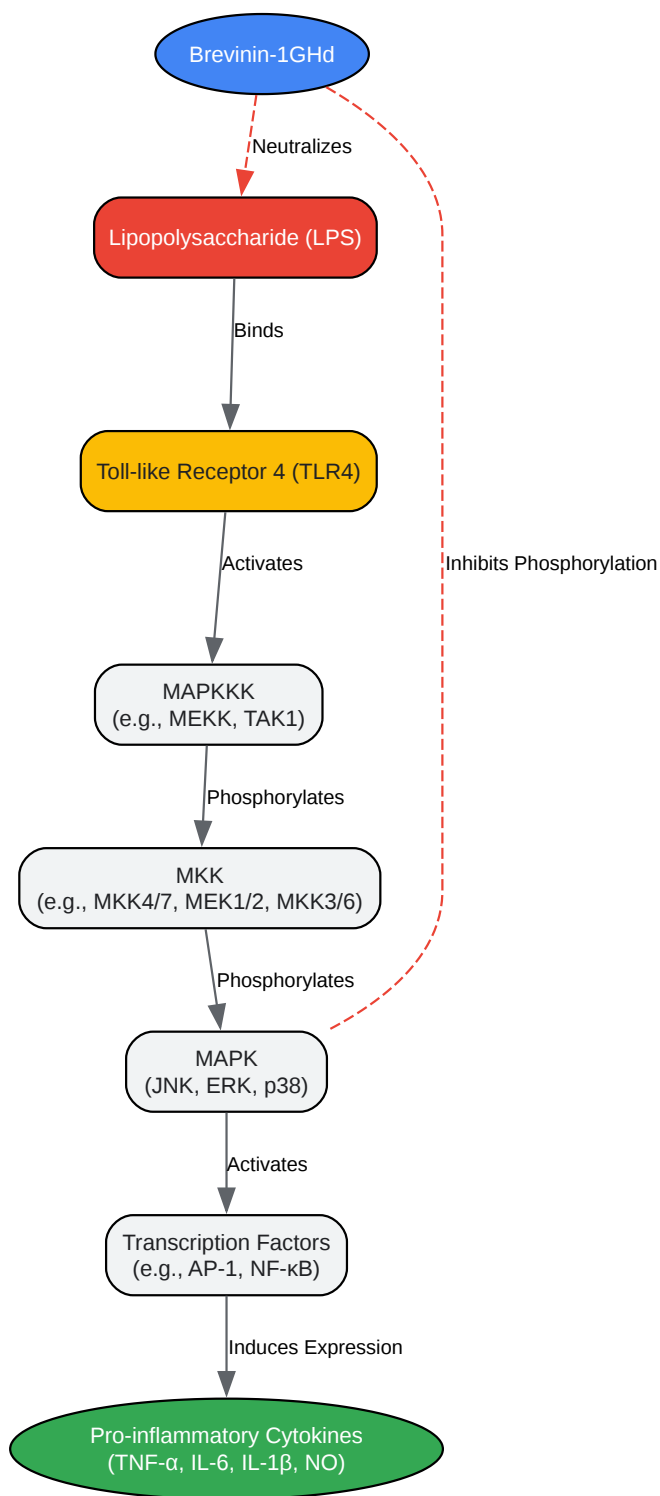 Brevinin-1GHd
Neutralizes
Lipopolysaccharide (LPS)
Binds
Toll-like Receptor 4 (TLR4)
Activates
Inhibits Phosphorylation
MAPKKK
(e.g., MEKK, TAK1)
Phosphorylates
MKK
(e.g., MKK4/7, MEK1/2, MKK3/6)
Phosphorylates
MAPK
(JNK, ERK, p38)
Activates
Transcription Factors
(e.g., AP-1, NF-κB)
Induces Expression
Pro-inflammatory Cytokines
(TNF-α, IL-6, IL-1β, NO)